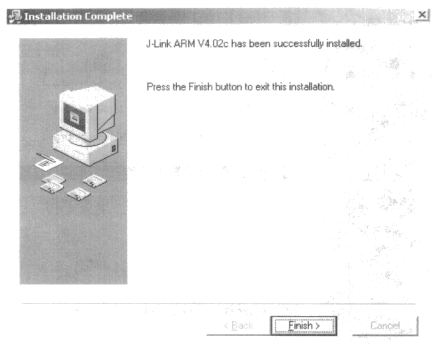 Installation Complete
J-Link ARM V4.02c has been successfully installed.
Press the Finish button to exit this installation.
< Back
Finish >
Cancel